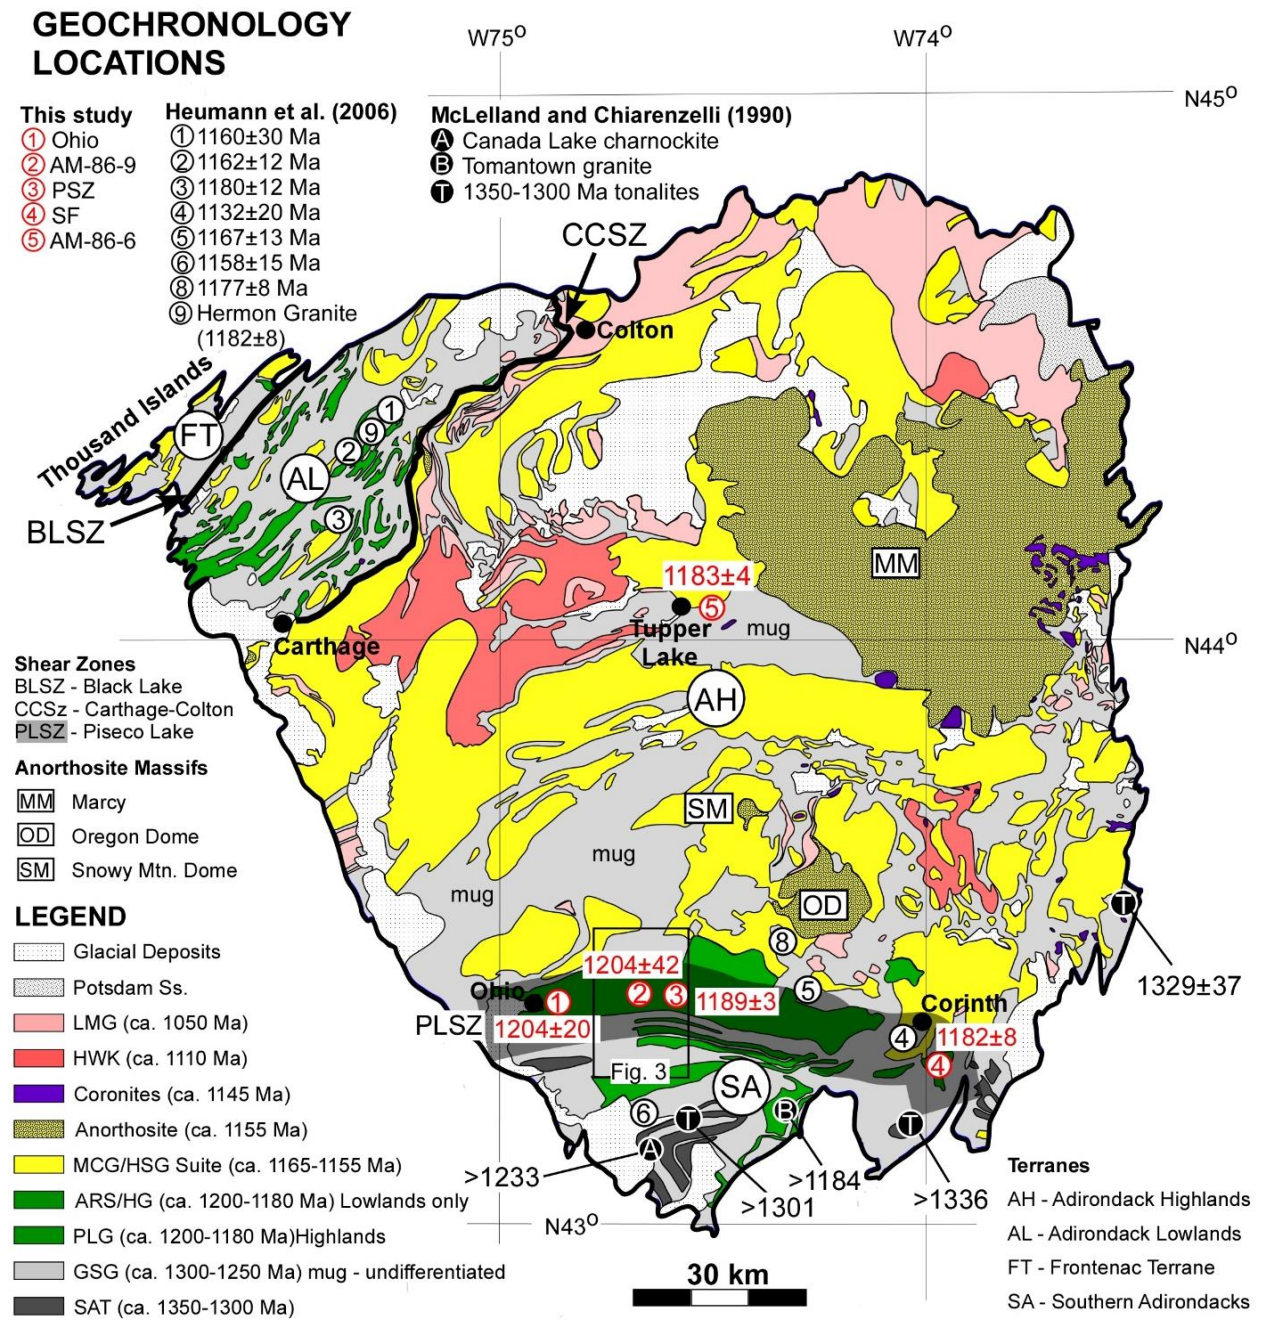 GEOCHRONOLOGY
LOCATIONS
W75o
W74o
N45o
This study
① Ohio
② AM-86-9
③ PSZ
④ SF
⑤ AM-86-6
Heumann et al. (2006)
① 1160±30 Ma
② 1162±12 Ma
③ 1180±12 Ma
④ 1132±20 Ma
⑤ 1167±13 Ma
⑥ 1158±15 Ma
⑧ 1177±8 Ma
⑨ Hermon Granite
(1182±8)
McLelland and Chiarenzelli (1990)
A Canada Lake charnockite
B Tomantown granite
T 1350-1300 Ma tonalites
CCSZ
Colton
Thousand Islands
FT
AL
1
9
2
3
BLSZ
MM
1183±4
5
Tupper
Lake
mug
Carthage
N44o
AH
Shear Zones
BLSZ - Black Lake
CCSz - Carthage-Colton
PLSZ - Piseco Lake
Anorthosite Massifs
MM Marcy
OD Oregon Dome
SM Snowy Mtn. Dome
SM
mug
mug
OD
T
8
1329±37
1204±42
Ohio
1
2
3
1189±3
5
Corinth
PLSZ
1204±20
4
1182±8
4
Fig. 3
SA
6
T
B
T
A
>1233
>1184
>1301
>1336
N43o
30 km
LEGEND
Glacial Deposits
Potsdam Ss.
LMG (ca. 1050 Ma)
HWK (ca. 1110 Ma)
Coronites (ca. 1145 Ma)
Anorthosite (ca. 1155 Ma)
MCG/HSG Suite (ca. 1165-1155 Ma)
ARS/HG (ca. 1200-1180 Ma) Lowlands only
PLG (ca. 1200-1180 Ma)Highlands
GSG (ca. 1300-1250 Ma) mug - undifferentiated
SAT (ca. 1350-1300 Ma)
Terranes
AH - Adirondack Highlands
AL - Adirondack Lowlands
FT - Frontenac Terrane
SA - Southern Adirondacks